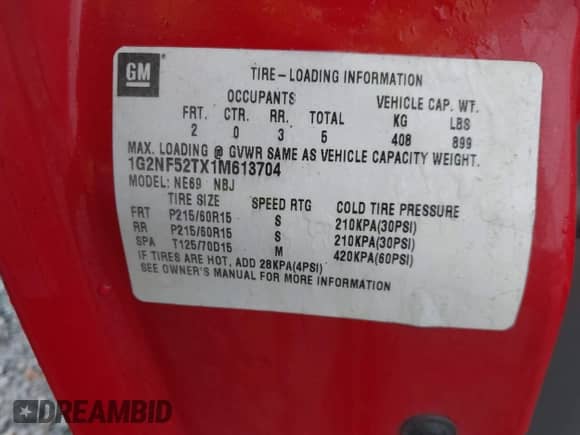 GM
TIRE-LOADING INFORMATION
OCCUPANTS VEHICLE CAP. WT.
FRT. CTR. RR. TOTAL KG LBS
2 0 3 5 408 899
MAX. LOADING @ GVWR SAME AS VEHICLE CAPACITY WEIGHT.
1G2NF52TX1M613704
MODEL: NE69 NBJ
TIRE SIZE SPEED RTG COLD TIRE PRESSURE
FRT P215/60R15 S 210KPA(30PSI)
RR P215/60R15 S 210KPA(30PSI)
SPA T125/70D15 M 420KPA(60PSI)
IF TIRES ARE HOT, ADD 28KPA(4PSI)
SEE OWNER'S MANUAL FOR MORE INFORMATION
DREAMBID